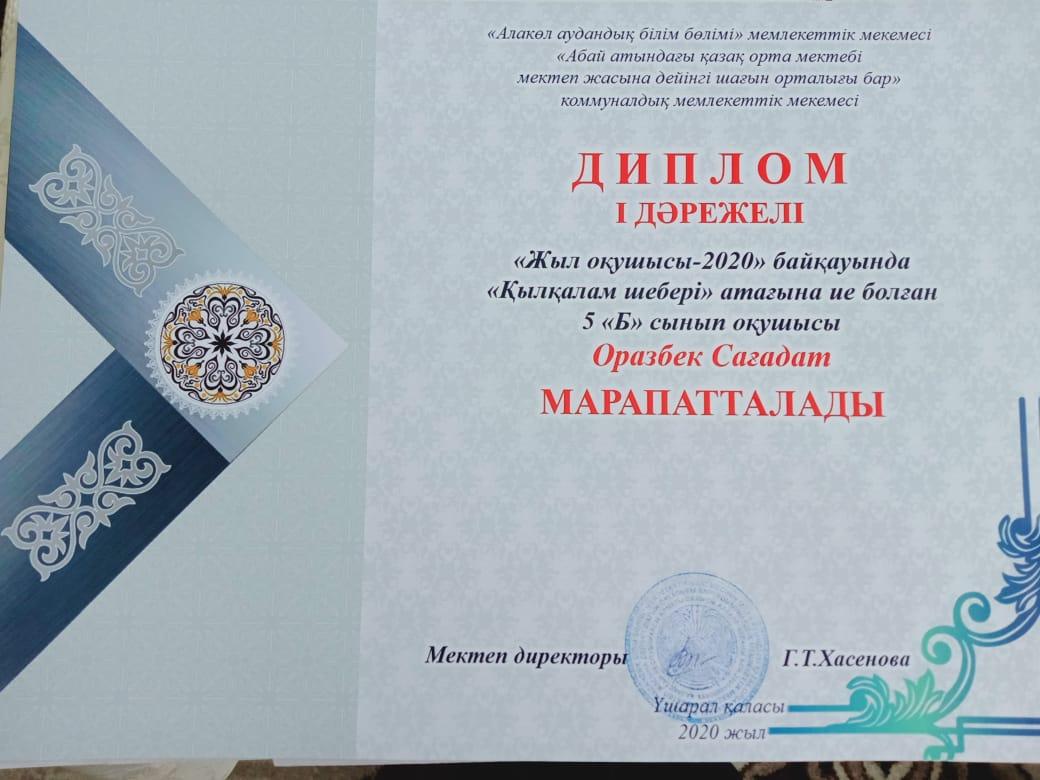 «Алакөл аудандық білім бөлімі» мемлекеттік мекемесі
«Абай атындағы қазақ орта мектебі
мектеп жасына дейінгі шағын орталығы бар»
коммуналдық мемлекеттік мекемесі
ДИПЛОМ
І ДӘРЕЖЕЛІ
«Жыл оқушысы-2020» байқауында
«Қылқалам шебері» атағына ие болған
5 «Б» сынып оқушысы
Оразбек Сағадат
МАРАПАТТАЛАДЫ
Мектеп директоры Г.Т.Хасенова
Үшарал қаласы
2020 жыл